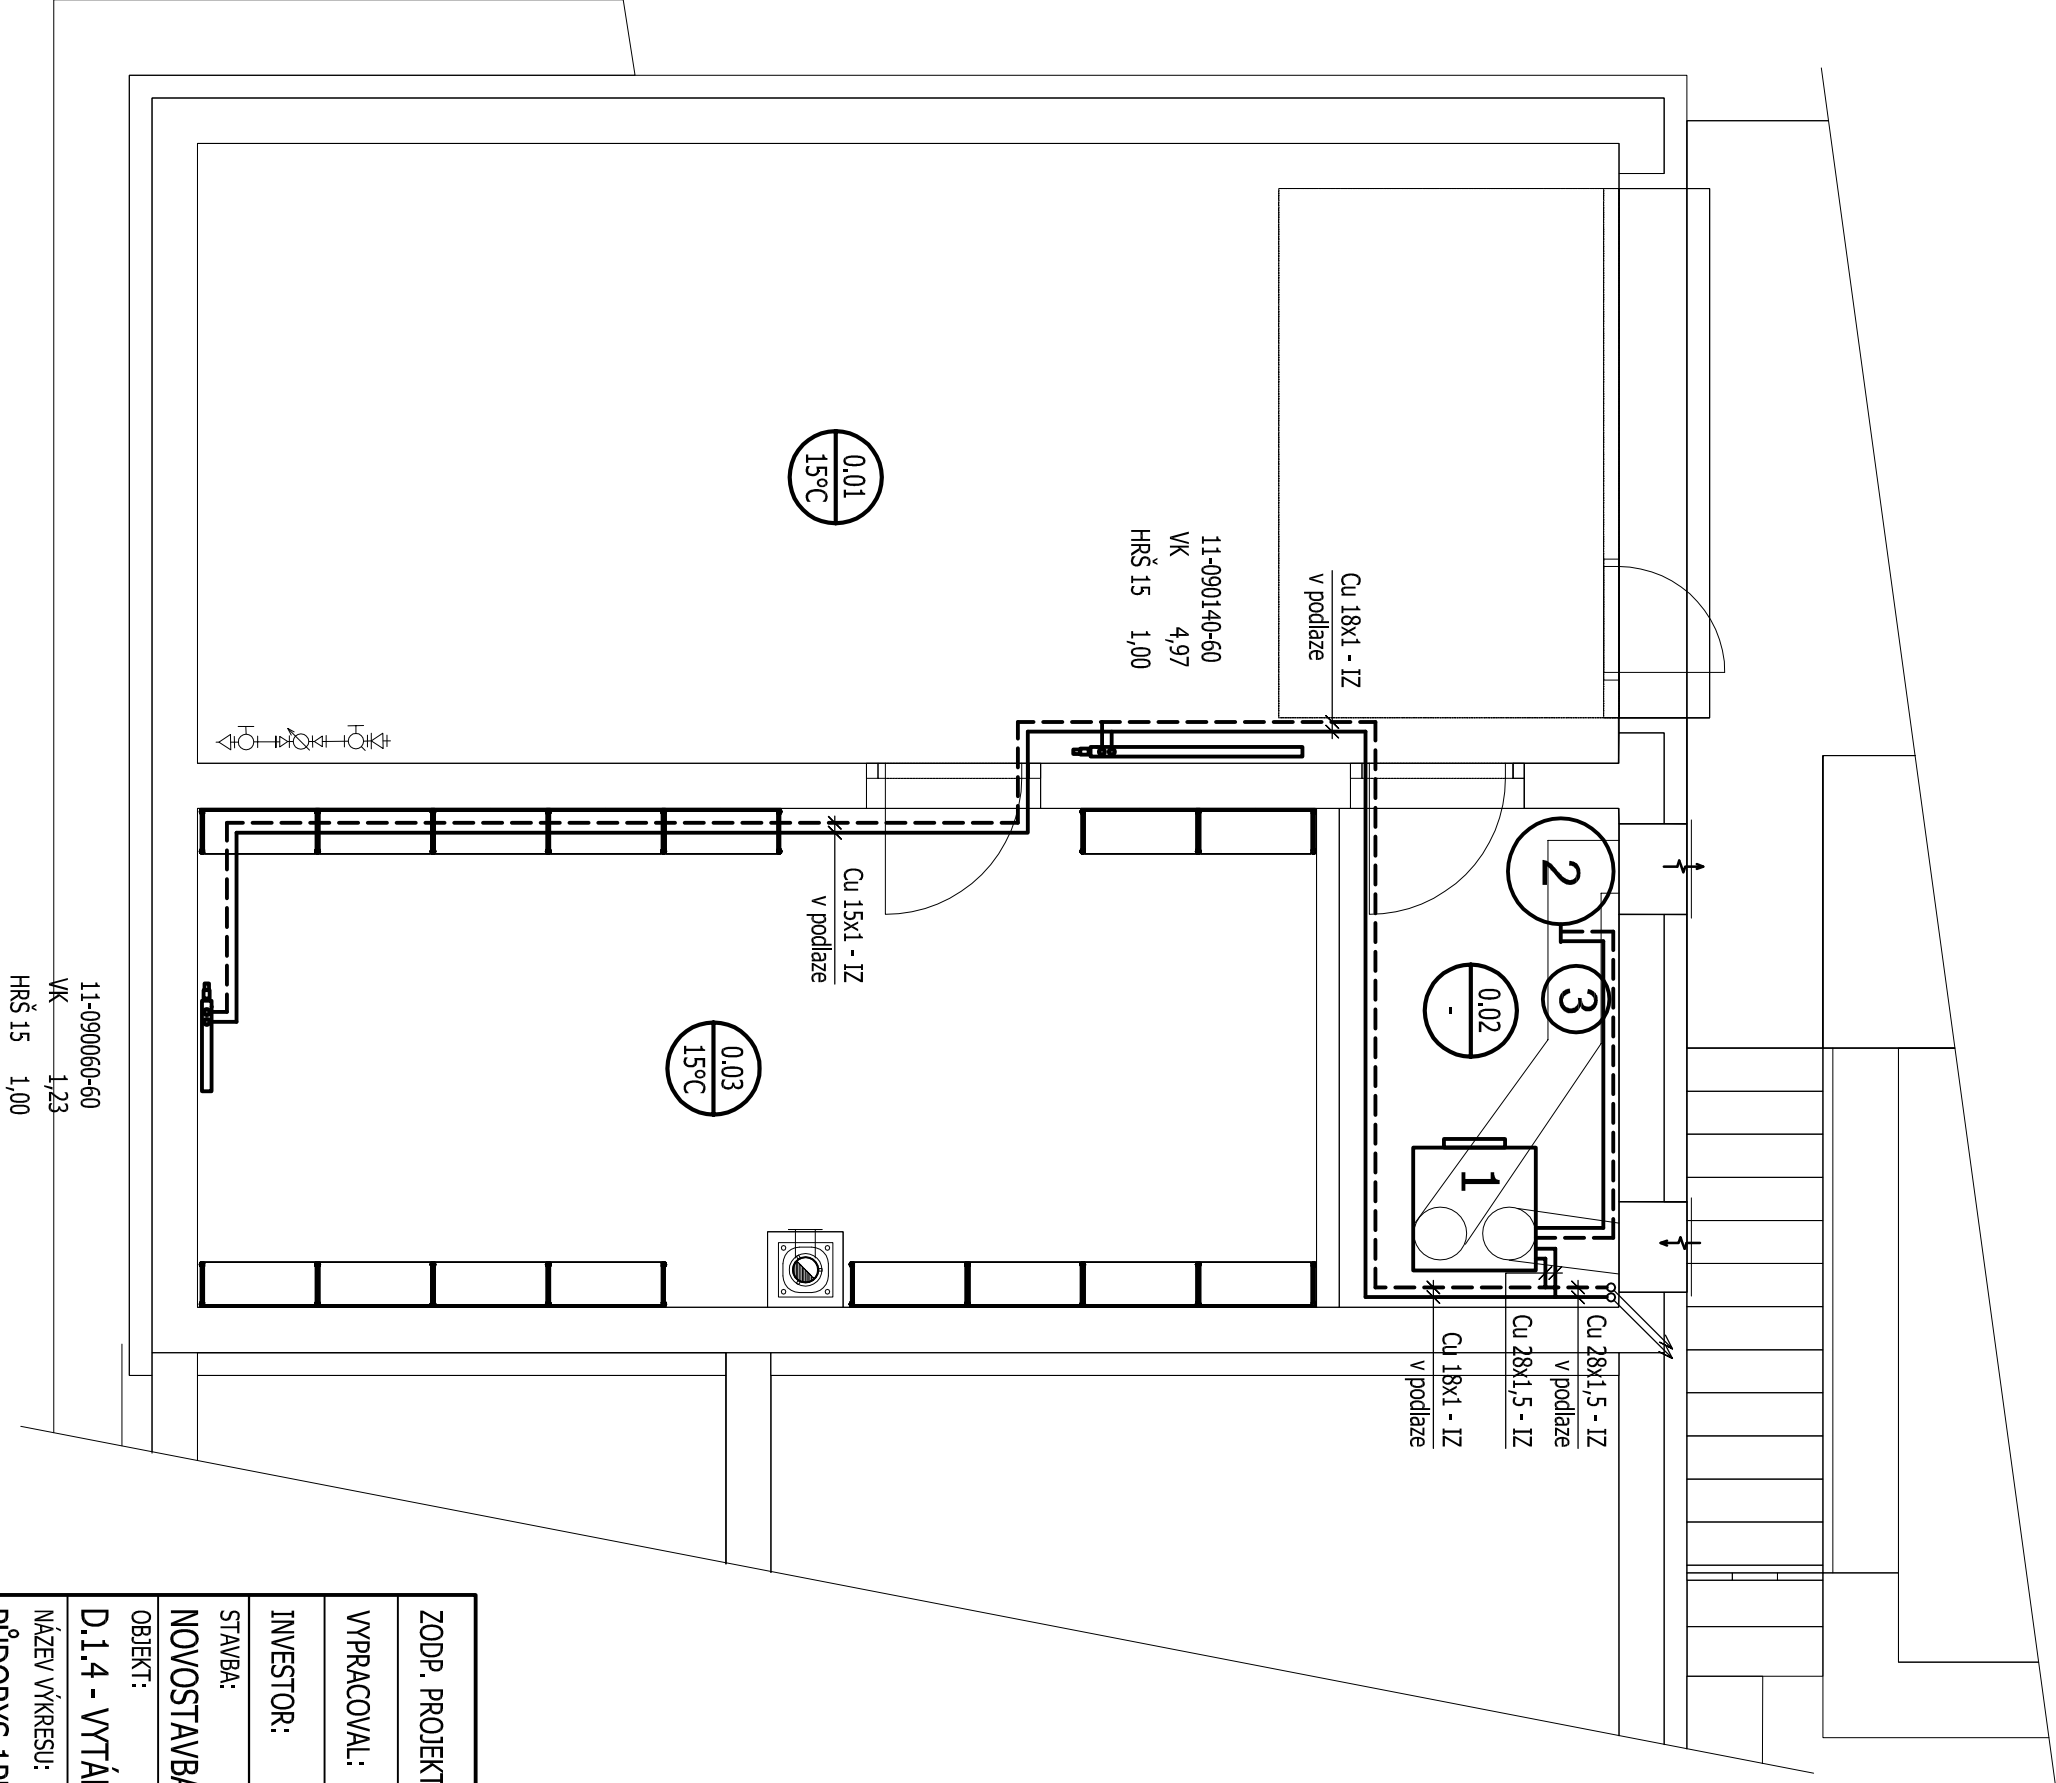 0.01
15°C
11-090140-60
VK 4,97
HRŠ 15 1,00
Cu 18x1 - IZ
v podlaze
2
3
0.02
-
1
Cu 15x1 - IZ
v podlaze
0.03
15°C
11-090060-60
VK 1,23
HRŠ 15 1,00
Cu 28x1,5 - IZ
v podlaze
Cu 28x1,5 - IZ
Cu 18x1 - IZ
v podlaze
ZODP. PROJEKT
VYPRACOVAL:
INVESTOR:
STAVBA:
NOVOSTAVBA
OBJEKT:
D.1.4 - VYTÁ
NÁZEV VÝKRESU: